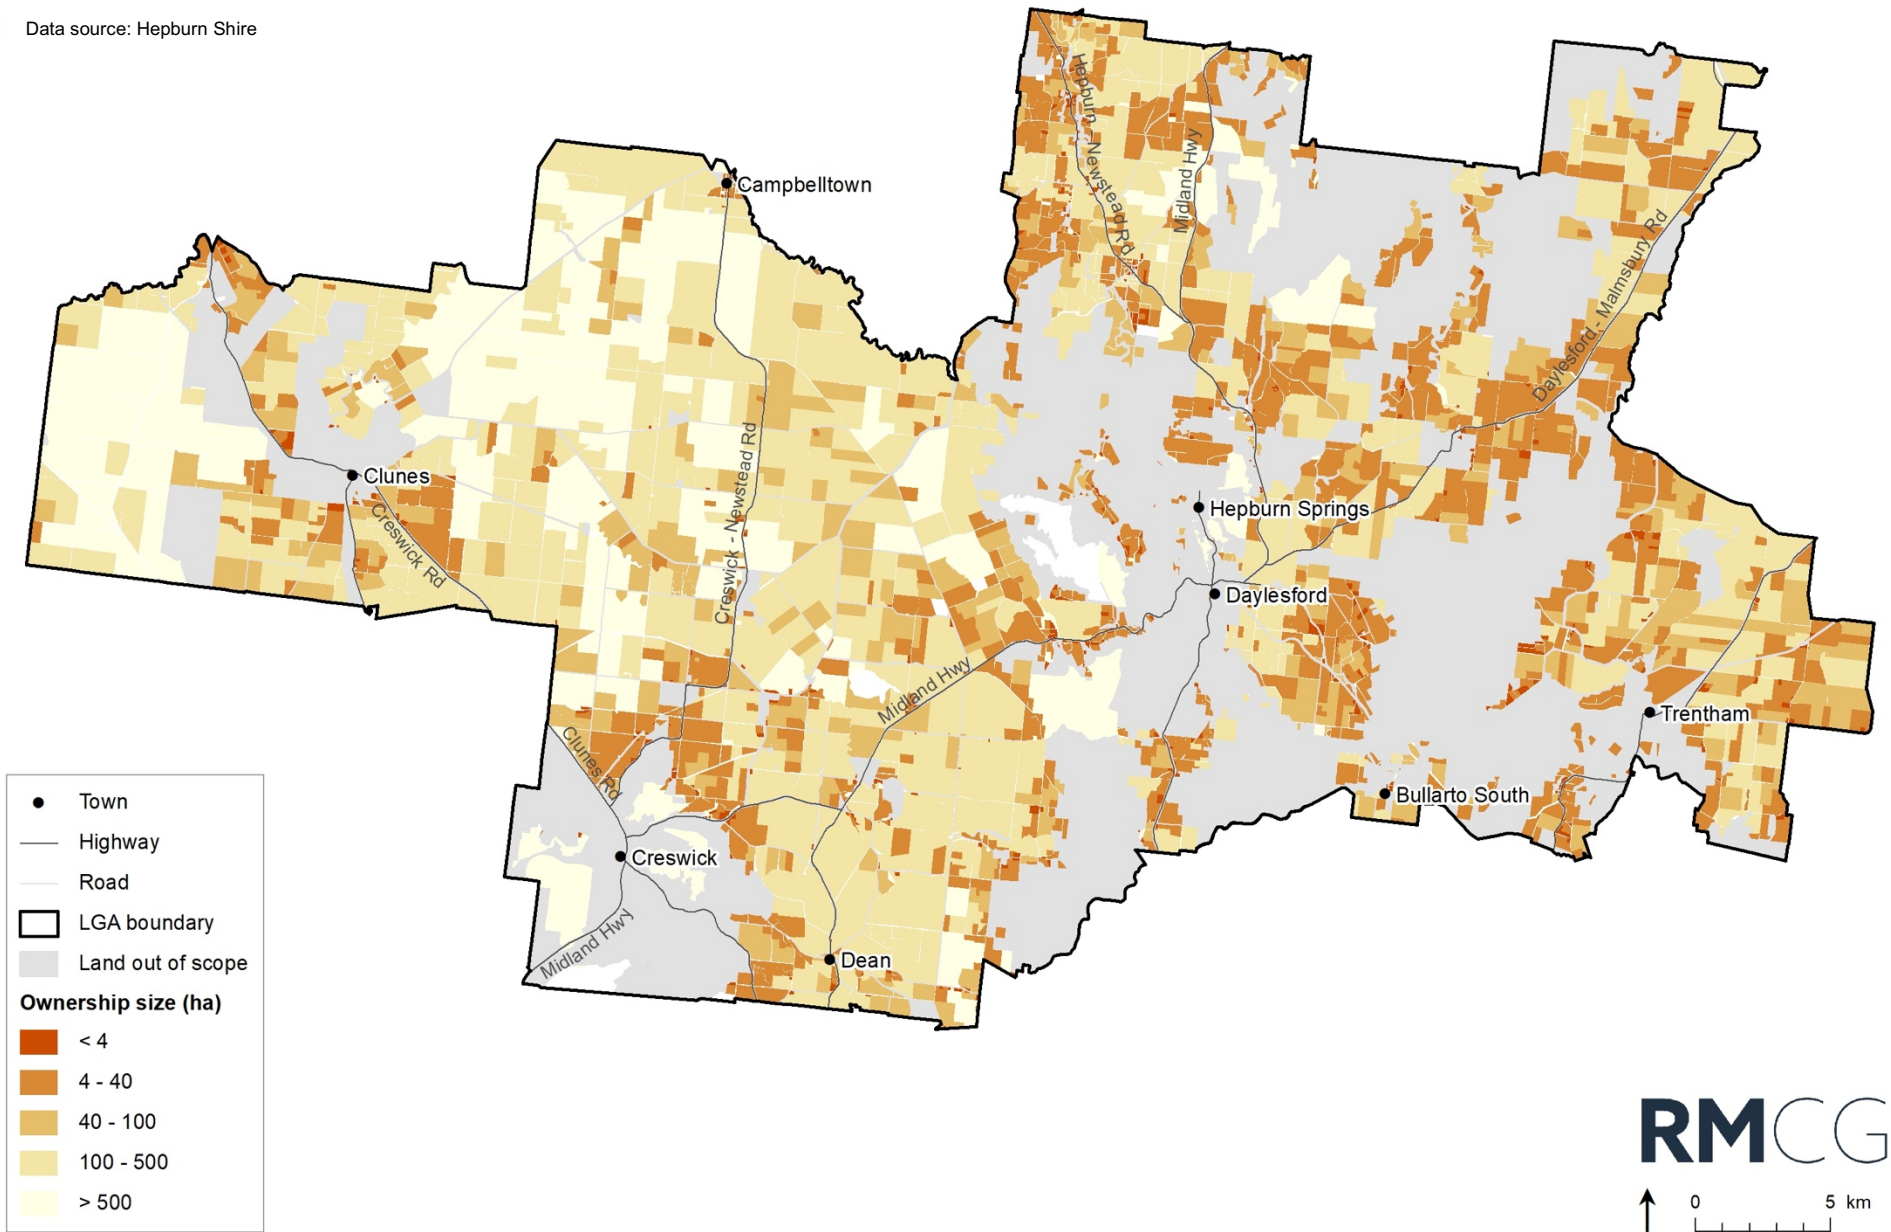 Data source: Hepburn Shire
Hepburn - Newstead Rd
Midland Hwy
Campbelltown
Daylesford - Malmsbury Rd
Creswick - Newstead Rd
Clunes
Creswick Rd
Hepburn Springs
Daylesford
Midland Hwy
Trentham
Clunes Rd
Bullarto South
Creswick
Midland Hwy
Dean
Town
Highway
Road
LGA boundary
Land out of scope
Ownership size (ha)
< 4
4 - 40
40 - 100
100 - 500
> 500
RMCG
0 5 km